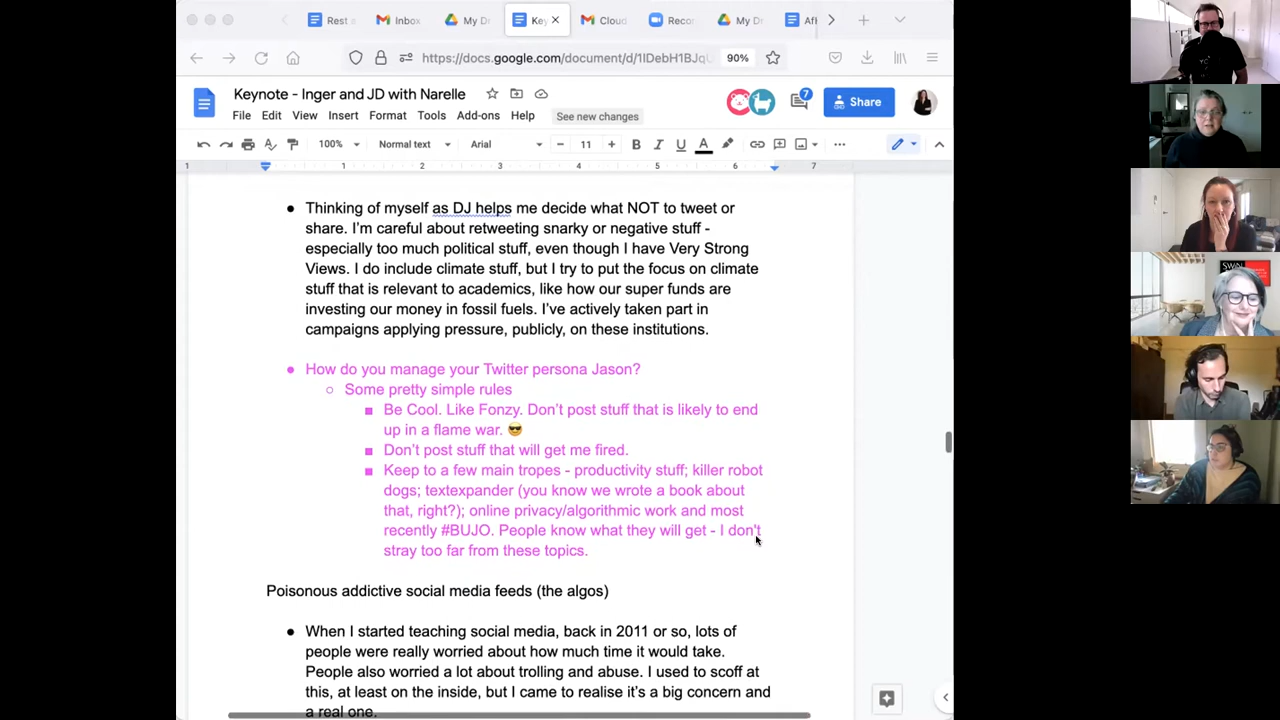 Rest a
Inbox
My Dr
Key
Cloud
Recor
My Dr
https://docs.google.com/document/d/1IDebH1BJqU
90%
Keynote - Inger and JD with Narelle
File Edit View Insert Format Tools Add-ons Help See new changes
7
Share
100% Normal text Arial 11 B I U A
1 1 2 3 4 5 6 7
● Thinking of myself as DJ helps me decide what NOT to tweet or
share. I’m careful about retweeting snarky or negative stuff -
especially too much political stuff, even though I have Very Strong
Views. I do include climate stuff, but I try to put the focus on climate
stuff that is relevant to academics, like how our super funds are
investing our money in fossil fuels. I’ve actively taken part in
campaigns applying pressure, publicly, on these institutions.
● How do you manage your Twitter persona Jason?
○ Some pretty simple rules
■ Be Cool. Like Fonzy. Don’t post stuff that is likely to end
up in a flame war. 😎
■ Don’t post stuff that will get me fired.
■ Keep to a few main tropes - productivity stuff; killer robot
dogs; textexpander (you know we wrote a book about
that, right?); online privacy/algorithmic work and most
recently #BUJO. People know what they will get - I don't
stray too far from these topics.
Poisonous addictive social media feeds (the algos)
● When I started teaching social media, back in 2011 or so, lots of
people were really worried about how much time it would take.
People also worried a lot about trolling and abuse. I used to scoff at
this, at least on the inside, but I came to realise it’s a big concern and
a real one.